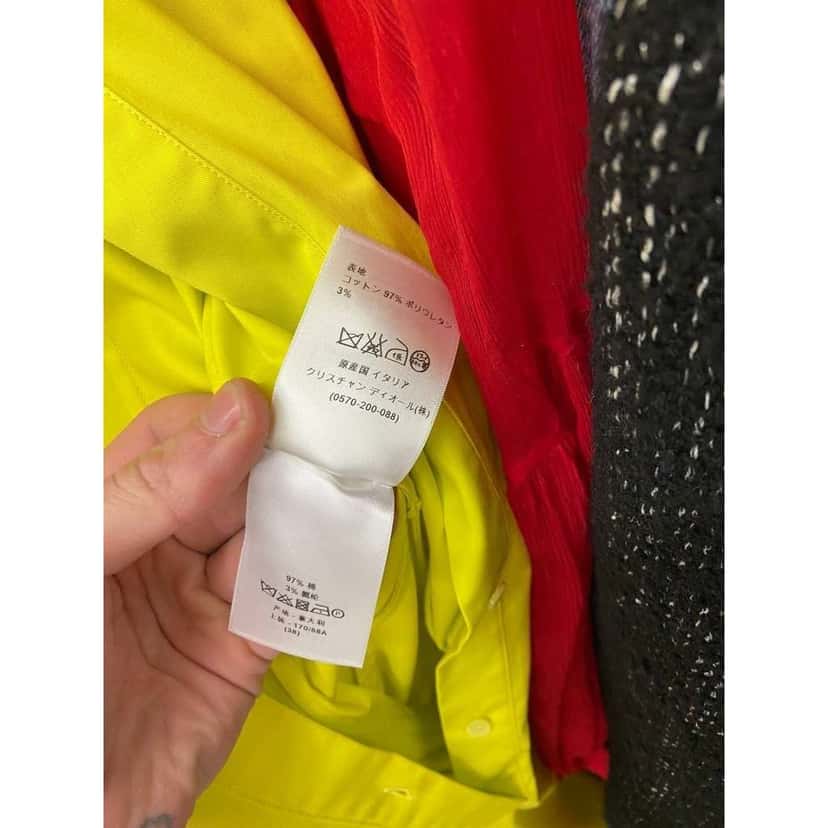 表地
コットン 97% ポリウレタン
3%
原産国 イタリア
クリスチャン ディオール(株)
(0570-200-088)
97% 棉
3% 氨纶
产地:意大利
上装:170/88A
(38)